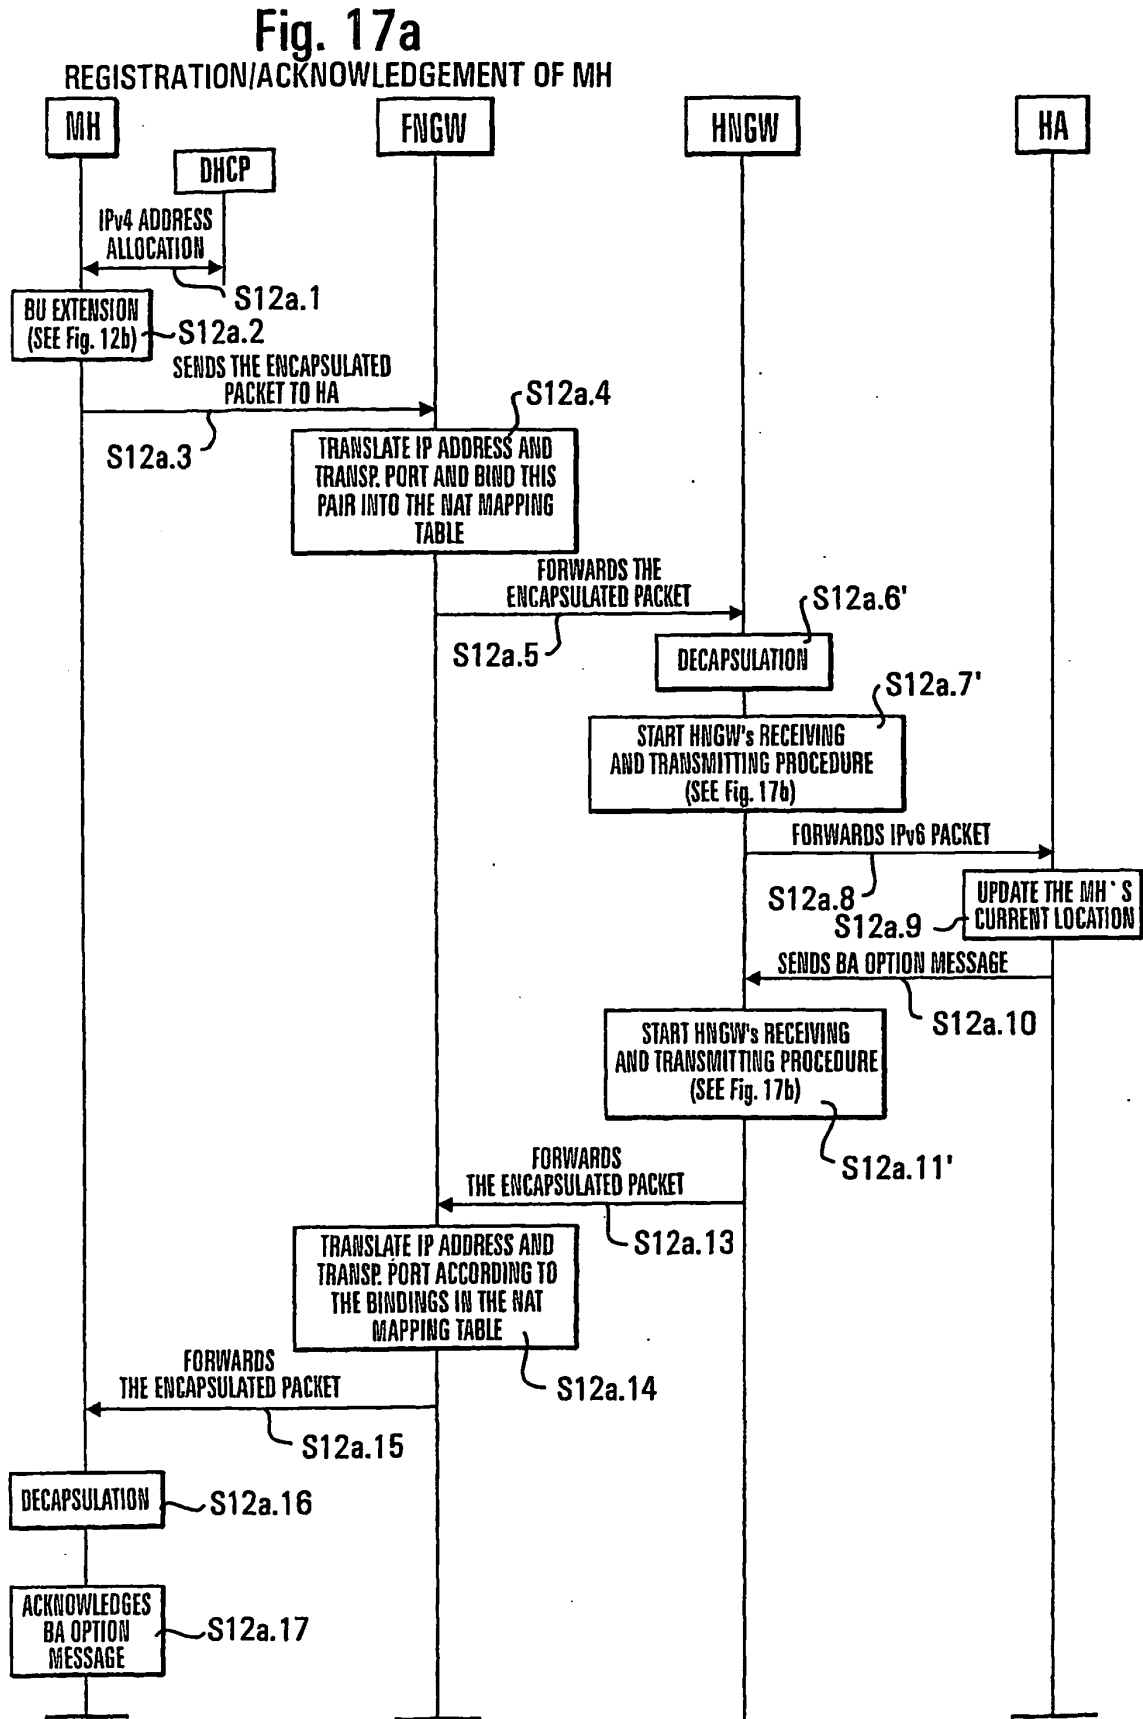 Fig. 17a
REGISTRATION/ACKNOWLEDGEMENT OF MH
MH
FNGW
HNGW
HA
DHCP
IPv4 ADDRESS
ALLOCATION
S12a.1
BU EXTENSION
(SEE Fig. 12b)
S12a.2
SENDS THE ENCAPSULATED
PACKET TO HA
S12a.3
S12a.4
TRANSLATE IP ADDRESS AND
TRANSP. PORT AND BIND THIS
PAIR INTO THE NAT MAPPING
TABLE
FORWARDS THE
ENCAPSULATED PACKET
S12a.5
S12a.6'
DECAPSULATION
S12a.7'
START HNGW's RECEIVING
AND TRANSMITTING PROCEDURE
(SEE Fig. 17b)
FORWARDS IPv6 PACKET
S12a.8
UPDATE THE MH`S
CURRENT LOCATION
S12a.9
SENDS BA OPTION MESSAGE
S12a.10
START HNGW's RECEIVING
AND TRANSMITTING PROCEDURE
(SEE Fig. 17b)
S12a.11'
FORWARDS
THE ENCAPSULATED PACKET
S12a.13
TRANSLATE IP ADDRESS AND
TRANSP. PORT ACCORDING TO
THE BINDINGS IN THE NAT
MAPPING TABLE
S12a.14
FORWARDS
THE ENCAPSULATED PACKET
S12a.15
DECAPSULATION
S12a.16
ACKNOWLEDGES
BA OPTION
MESSAGE
S12a.17